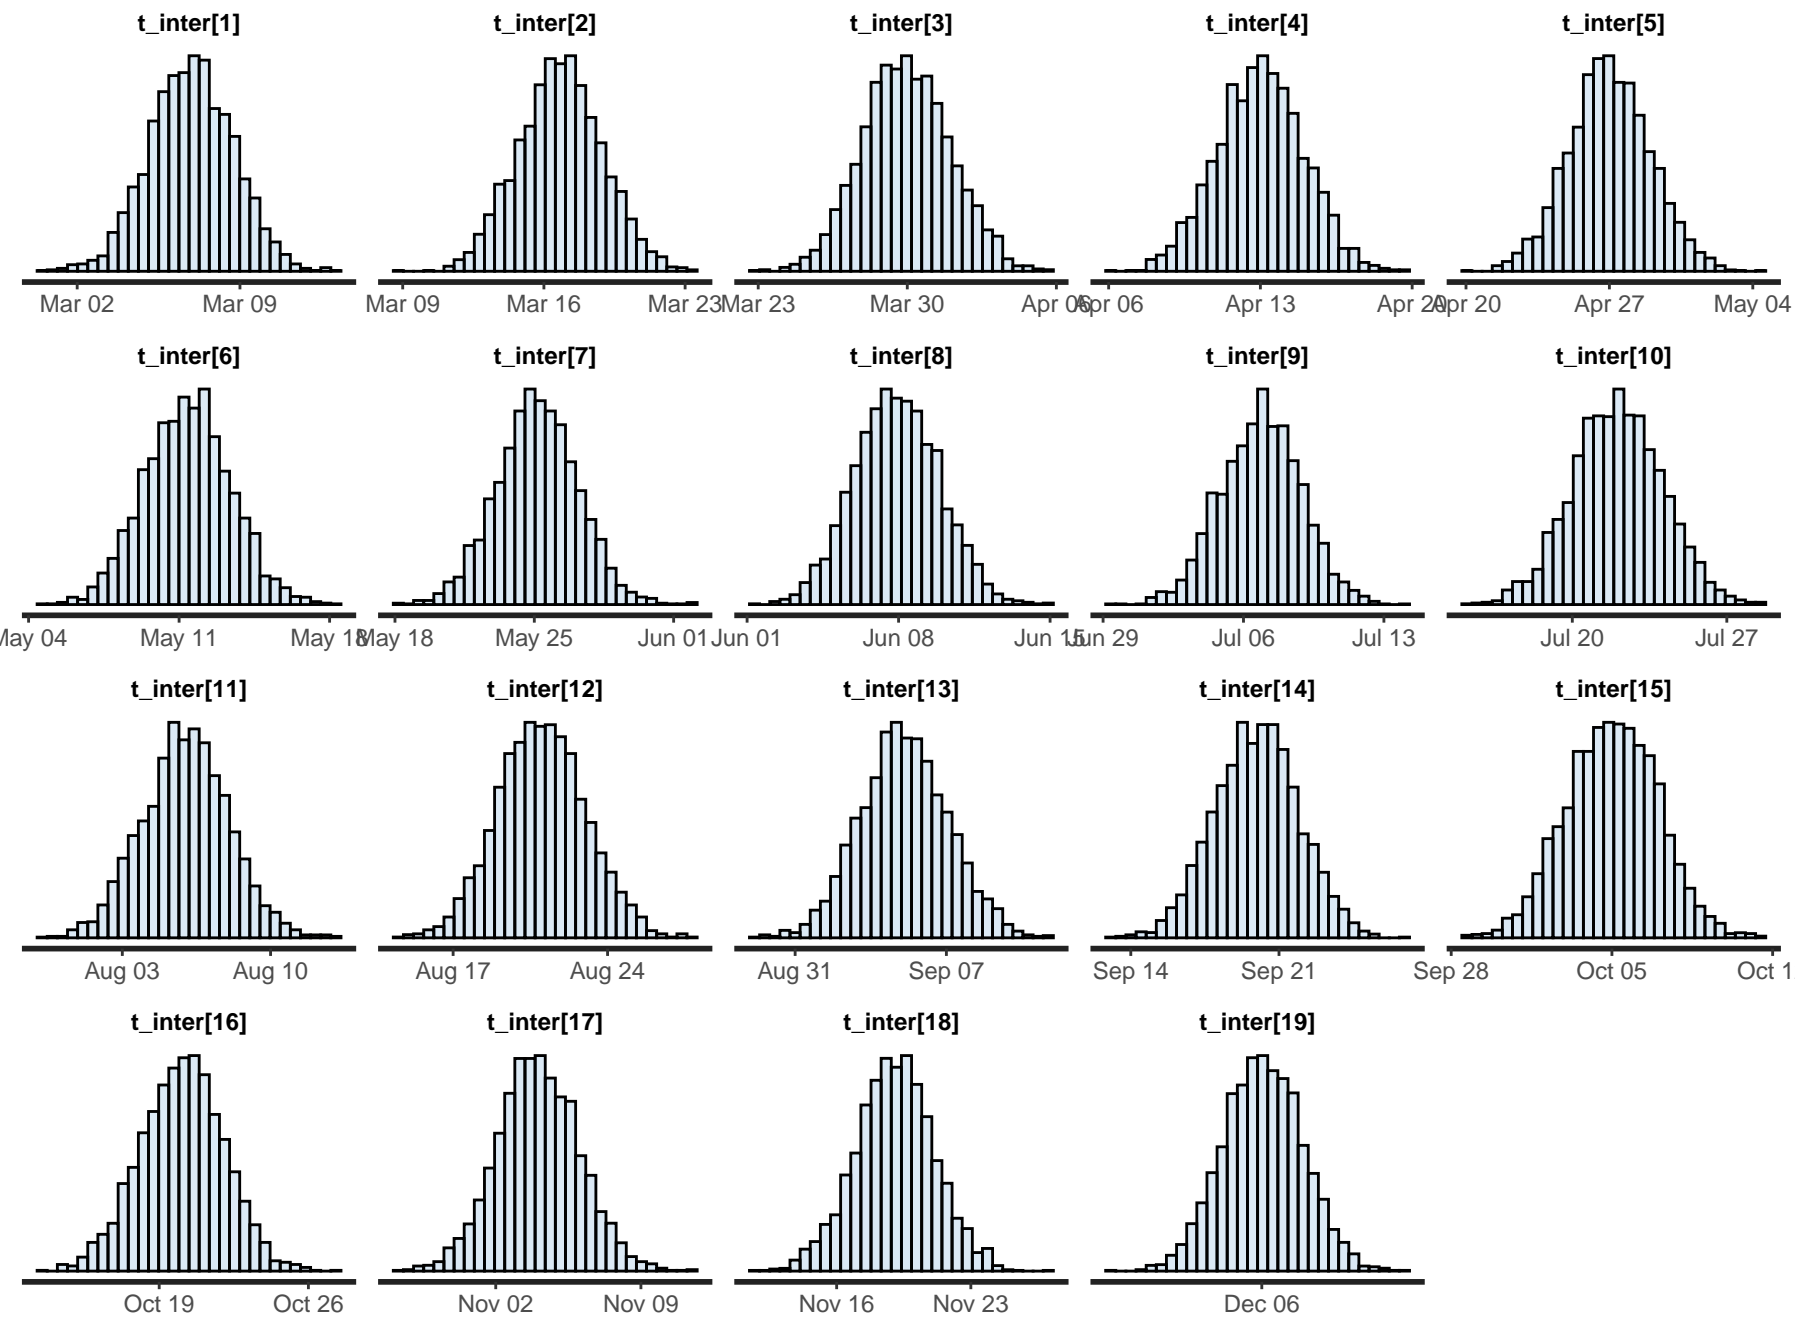 t_inter[1] t_inter[2] t_inter[3] t_inter[4] t_inter[5]
Mar 02 Mar 09 Mar 09 Mar 16 Mar 23 Mar 23 Mar 30 Apr 06 Apr 06 Apr 13 Apr 20 Apr 20 Apr 27 May 04
t_inter[6] t_inter[7] t_inter[8] t_inter[9] t_inter[10]
May 04 May 11 May 18 May 18 May 25 Jun 01 Jun 01 Jun 08 Jun 15 Jun 29 Jul 06 Jul 13 Jul 20 Jul 27
t_inter[11] t_inter[12] t_inter[13] t_inter[14] t_inter[15]
Aug 03 Aug 10 Aug 17 Aug 24 Aug 31 Sep 07 Sep 14 Sep 21 Sep 28 Oct 05 Oct 1
t_inter[16] t_inter[17] t_inter[18] t_inter[19]
Oct 19 Oct 26 Nov 02 Nov 09 Nov 16 Nov 23 Dec 06